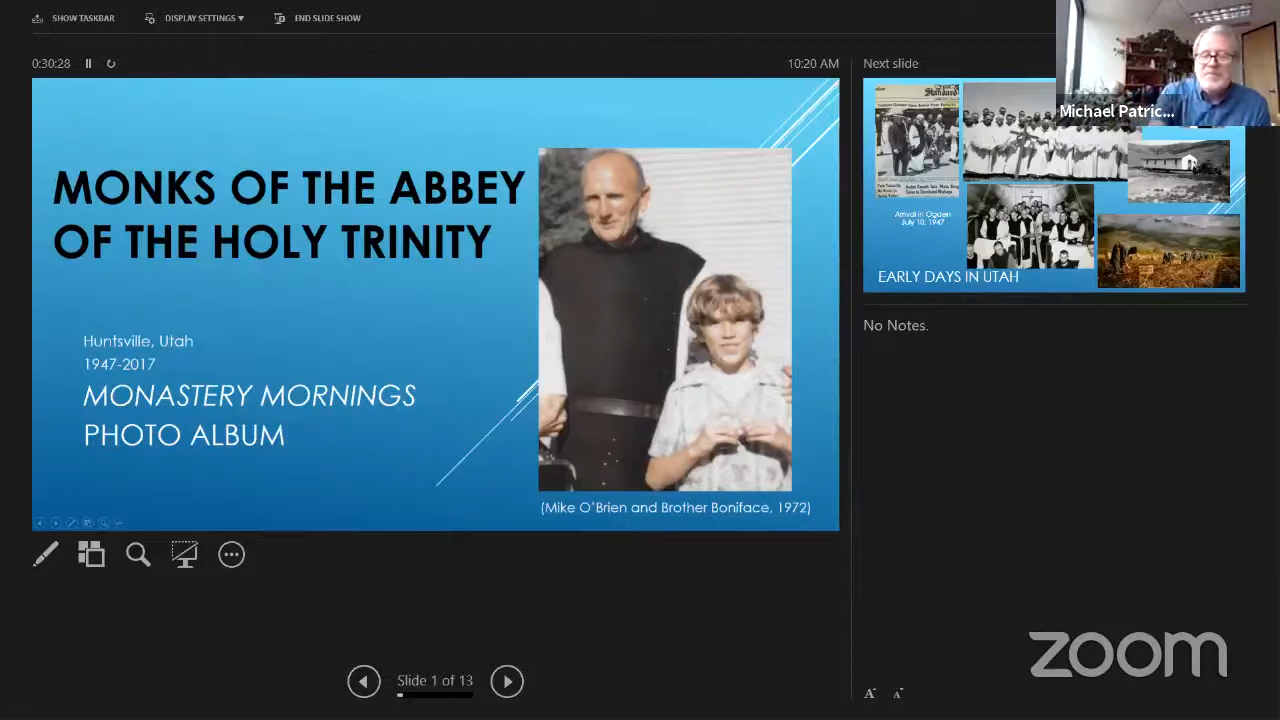 SHOW TASKBAR
DISPLAY SETTINGS ▼
END SLIDE SHOW
0:30:28
10:20 AM
Next slide
Michael Patric...
MONKS OF THE ABBEY
OF THE HOLY TRINITY
Huntsville, Utah
1947-2017
MONASTERY MORNINGS
PHOTO ALBUM
(Mike O'Brien and Brother Boniface, 1972)
Standard
Arrival in Ogden
July 10, 1947
EARLY DAYS IN UTAH
No Notes.
Slide 1 of 13
A A
zoom